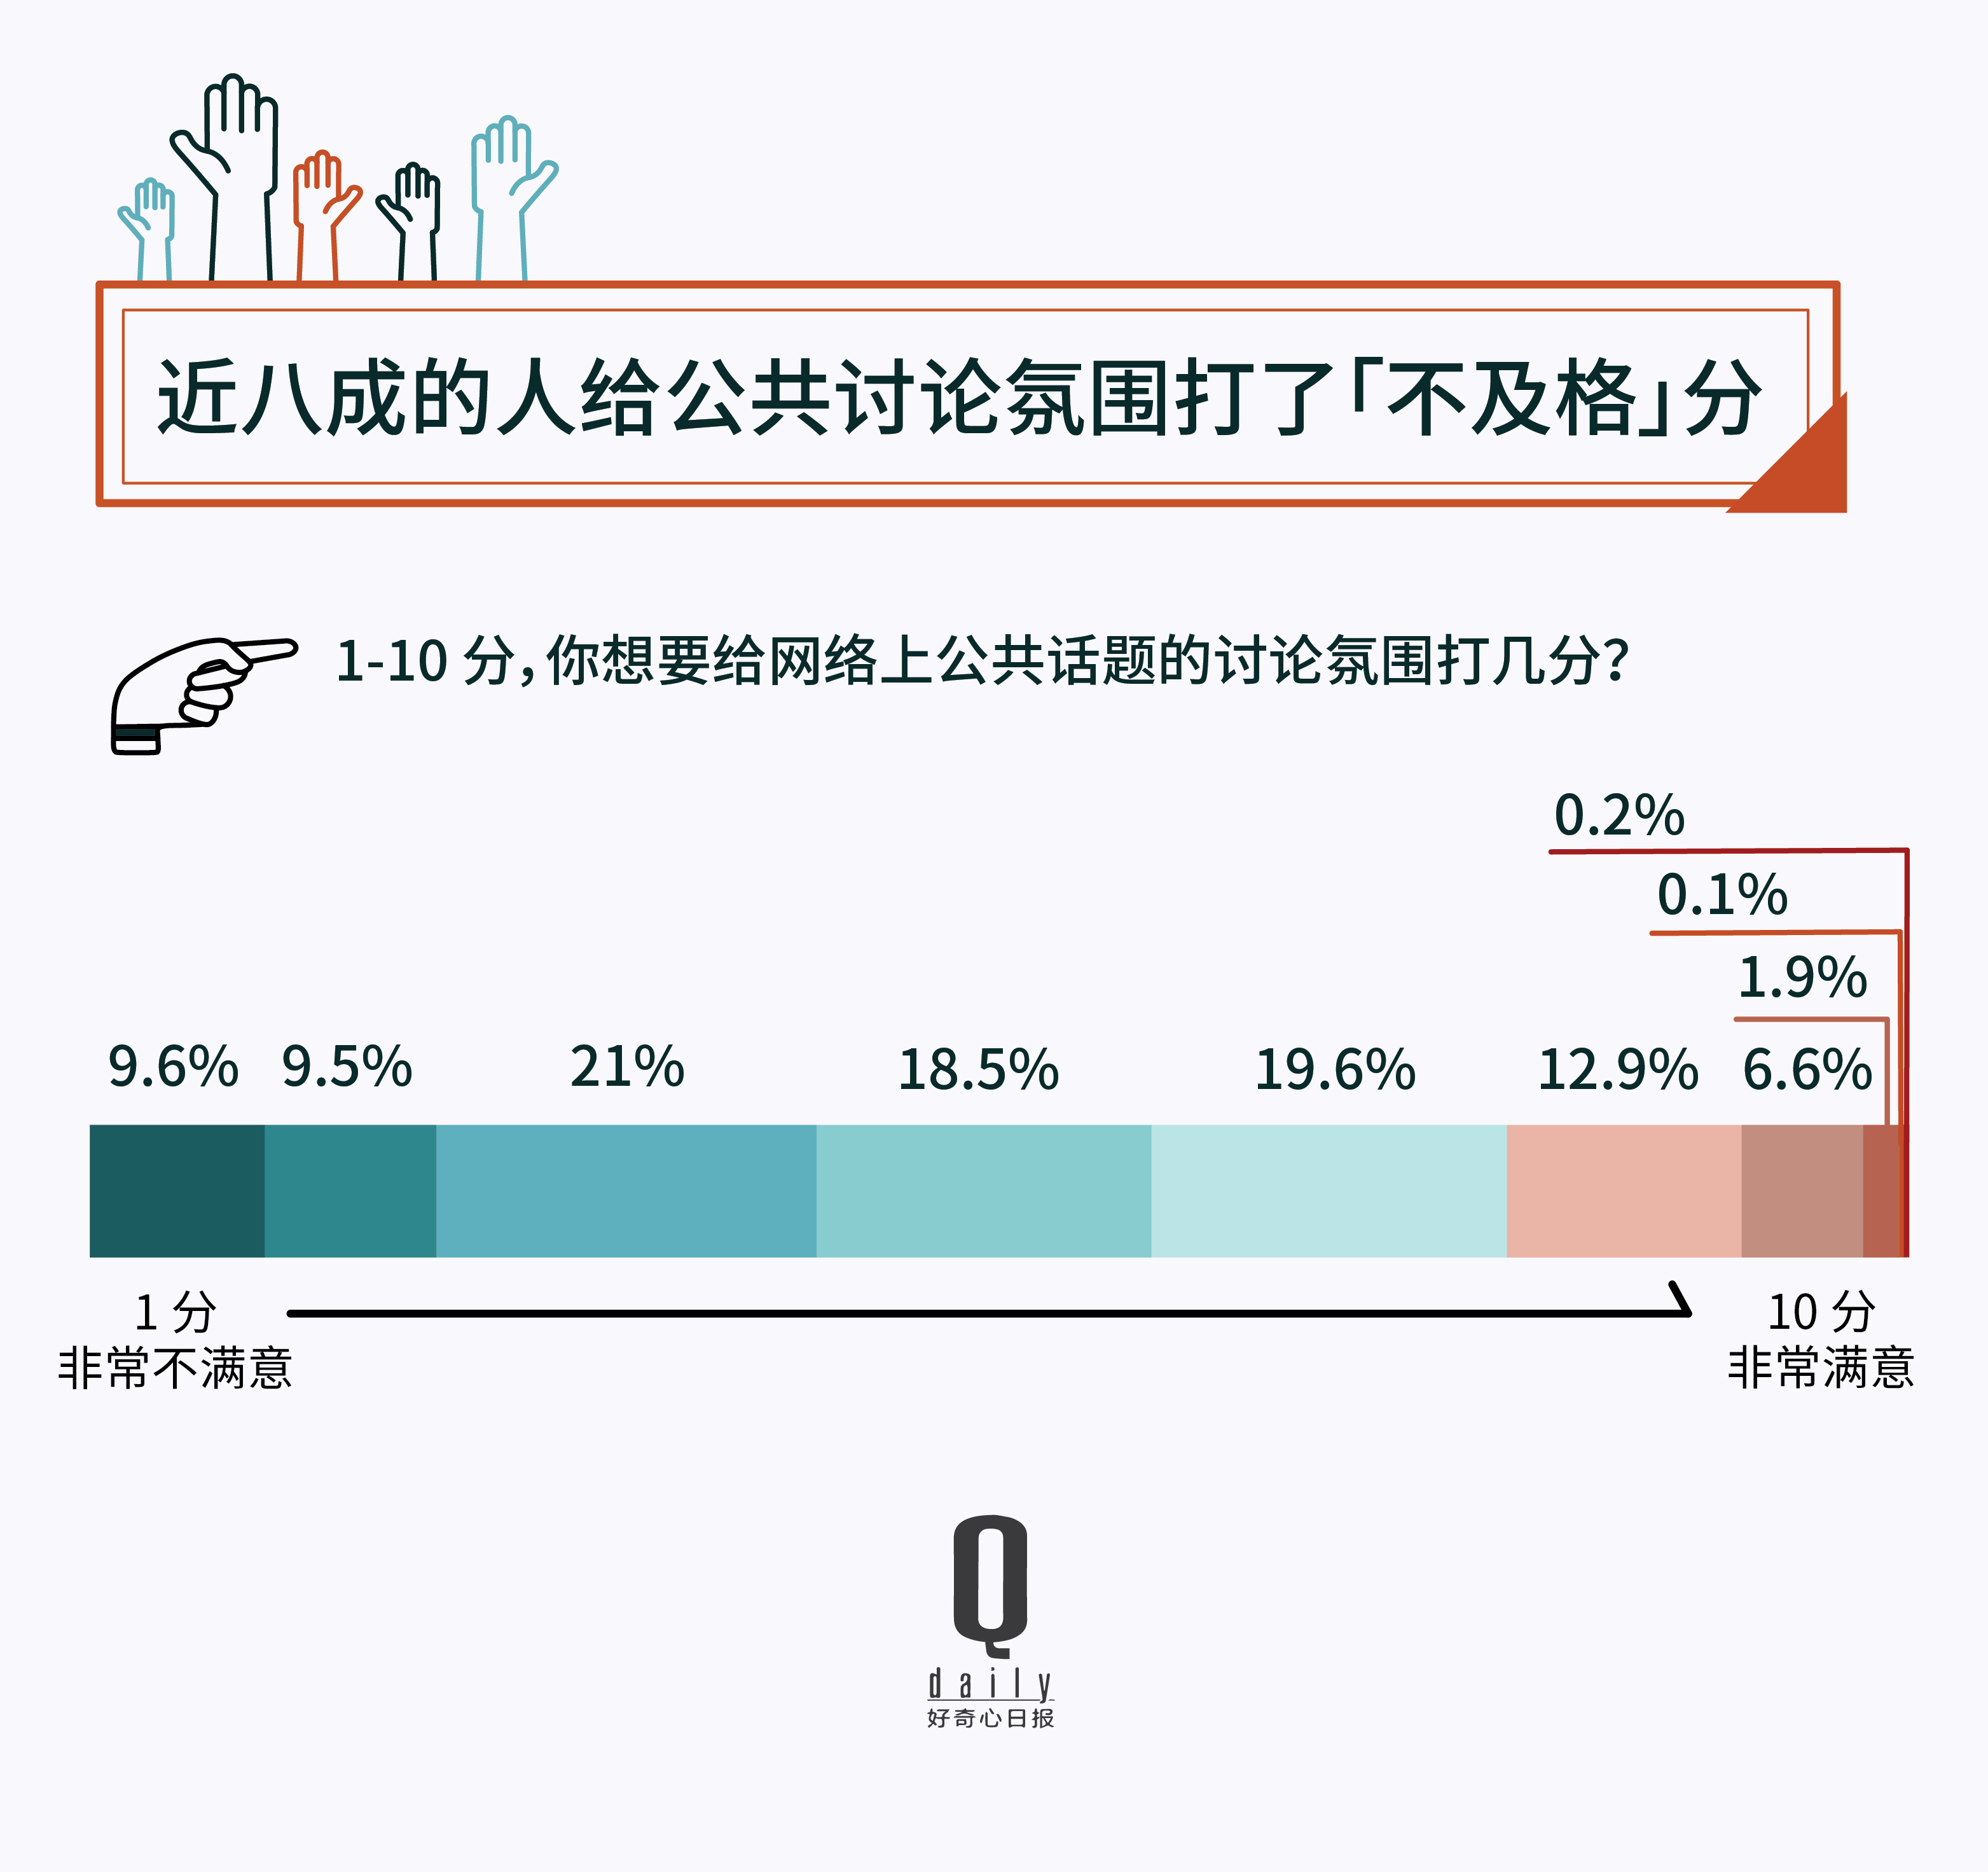 近八成的人给公共讨论氛围打了「不及格」分
1-10 分，你想要给网络上公共话题的讨论氛围打几分？
0.2%
0.1%
1.9%
9.6% 9.5% 21% 18.5% 19.6% 12.9% 6.6%
1 分 10 分
非常不满意 非常满意
Q
daily
好奇心日报